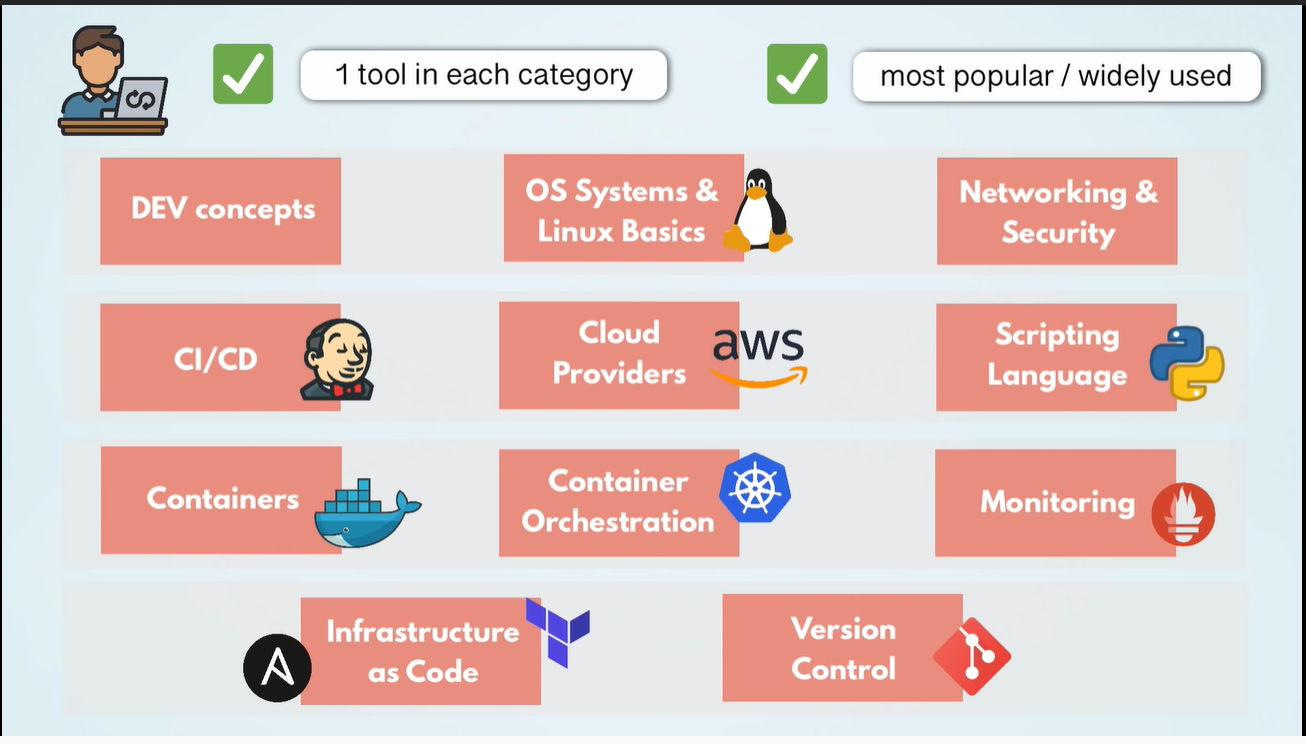 1 tool in each category
most popular / widely used
DEV concepts
OS Systems &
Linux Basics
Networking &
Security
CI/CD
Cloud
Providers
aws
Scripting
Language
Containers
Container
Orchestration
Monitoring
Infrastructure
as Code
Version
Control